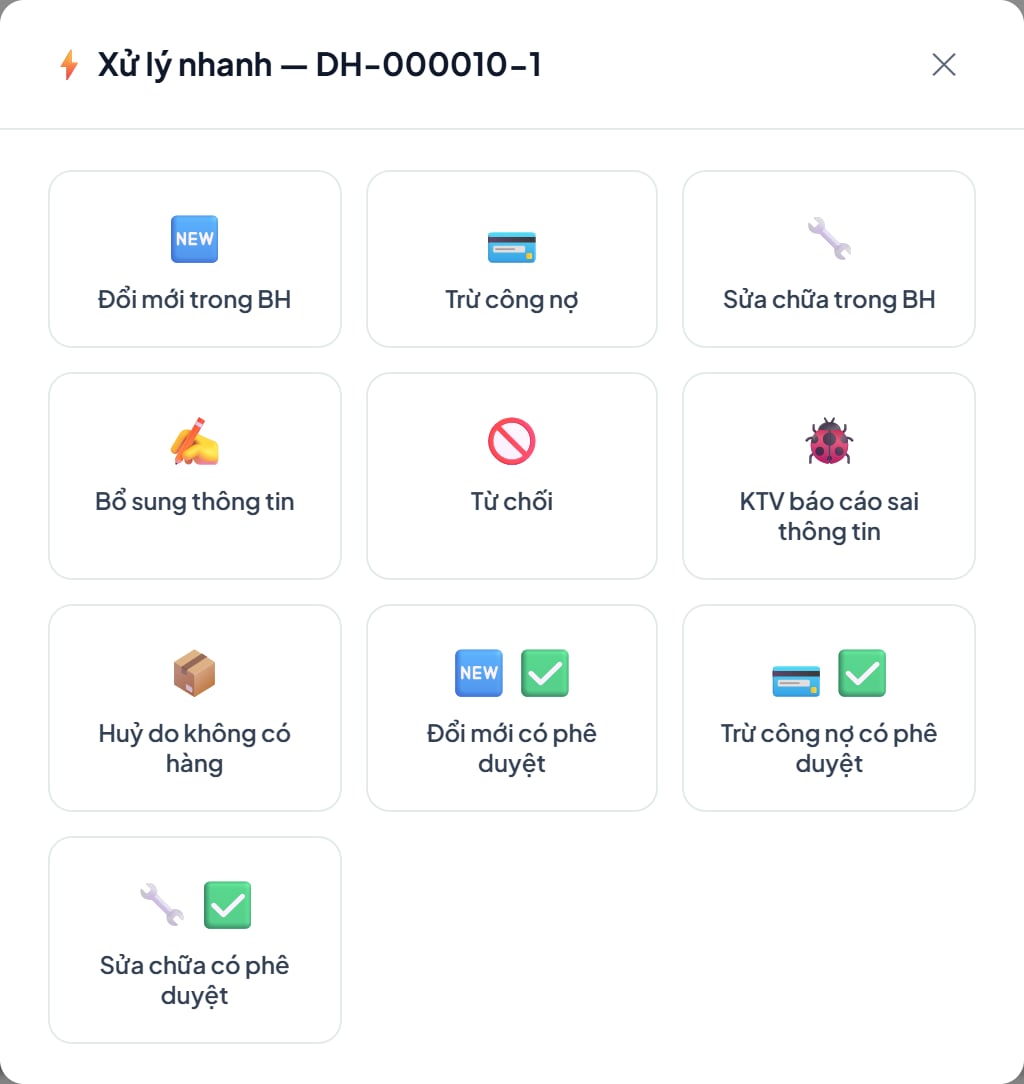 Xử lý nhanh — DH-000010-1
NEW
Đổi mới trong BH
Trừ công nợ
Sửa chữa trong BH
Bổ sung thông tin
Từ chối
KTV báo cáo sai
thông tin
Huỷ do không có
hàng
NEW
Đổi mới có phê
duyệt
Trừ công nợ có phê
duyệt
Sửa chữa có phê
duyệt